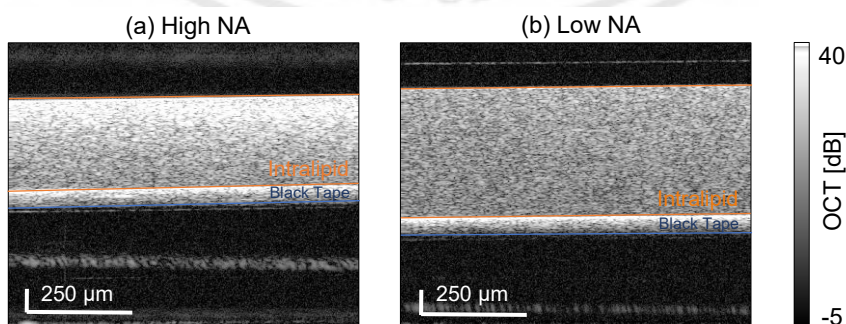 (a) High NA
(b) Low NA
Intralipid
Black Tape
250 µm
Intralipid
Black Tape
250 µm
40
OCT [dB]
-5